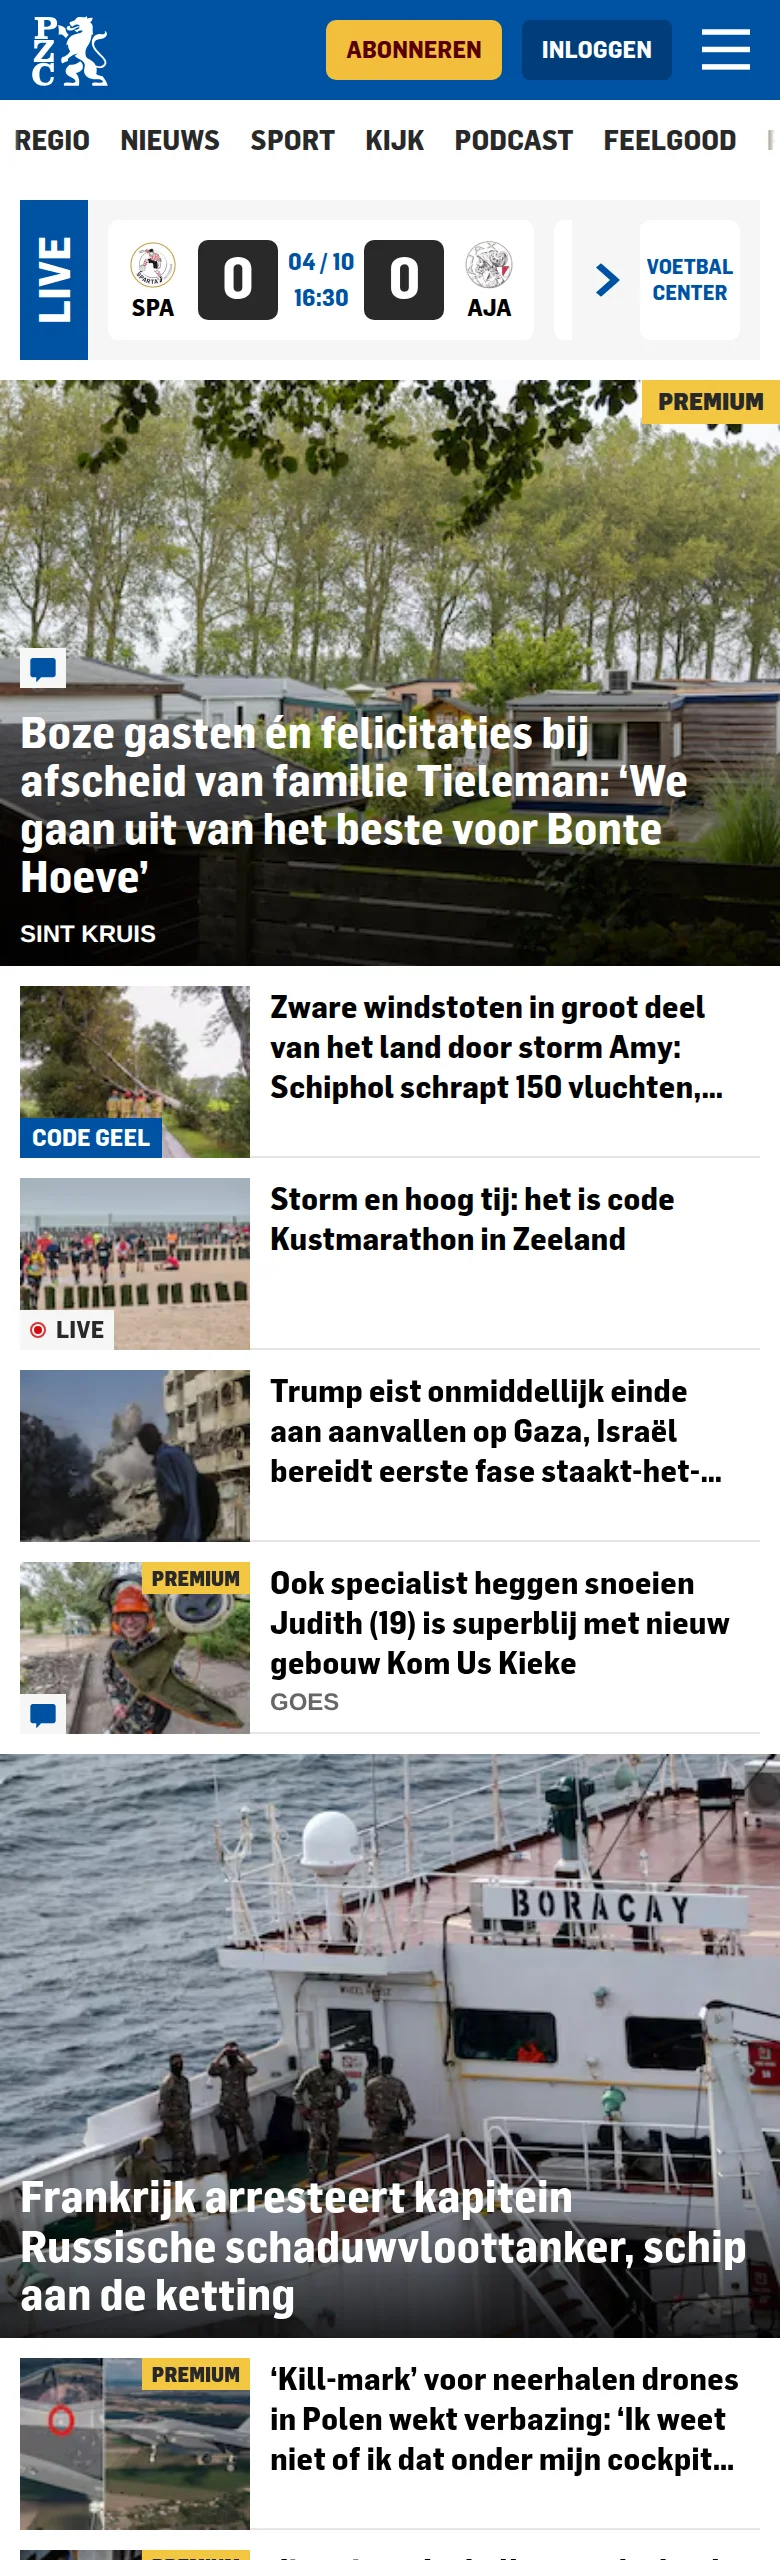 PZC
ABONNEREN
INLOGGEN
REGIO NIEUWS SPORT KIJK PODCAST FEELGOOD
LIVE
SPA
0
04 / 10
16:30
0
AJA
VOETBAL
CENTER
PREMIUM
Boze gasten én felicitaties bij
afscheid van familie Tieleman: ‘We
gaan uit van het beste voor Bonte
Hoeve’
SINT KRUIS
Zware windstoten in groot deel
van het land door storm Amy:
Schiphol schrapt 150 vluchten,...
CODE GEEL
Storm en hoog tij: het is code
Kustmarathon in Zeeland
LIVE
Trump eist onmiddellijk einde
aan aanvallen op Gaza, Israël
bereidt eerste fase staakt-het-...
PREMIUM
Ook specialist heggen snoeien
Judith (19) is superblij met nieuw
gebouw Kom Us Kieke
GOES
BORACAY
Frankrijk arresteert kapitein
Russische schaduwvloottanker, schip
aan de ketting
PREMIUM
‘Kill-mark’ voor neerhalen drones
in Polen wekt verbazing: ‘Ik weet
niet of ik dat onder mijn cockpit...